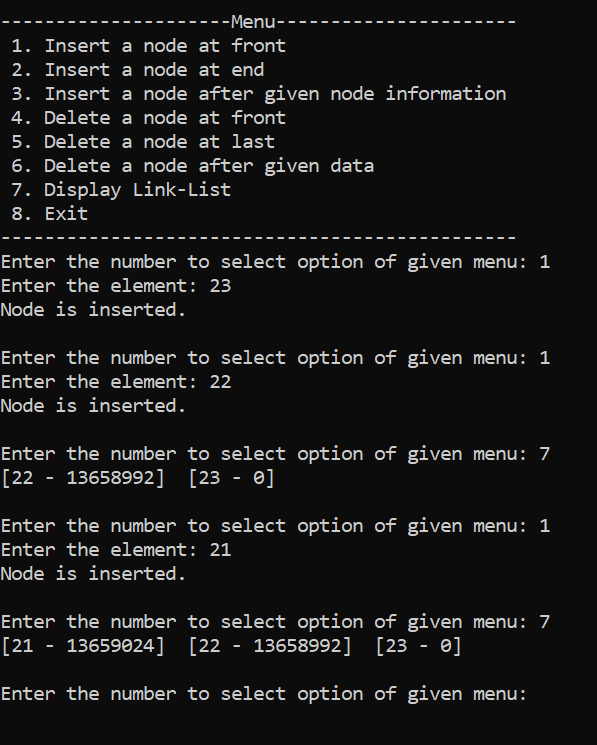 ---------------------Menu----------------------
1. Insert a node at front
2. Insert a node at end
3. Insert a node after given node information
4. Delete a node at front
5. Delete a node at last
6. Delete a node after given data
7. Display Link-List
8. Exit
-----------------------------------------------
Enter the number to select option of given menu: 1
Enter the element: 23
Node is inserted.
Enter the number to select option of given menu: 1
Enter the element: 22
Node is inserted.
Enter the number to select option of given menu: 7
[22 - 13658992]  [23 - 0]
Enter the number to select option of given menu: 1
Enter the element: 21
Node is inserted.
Enter the number to select option of given menu: 7
[21 - 13659024]  [22 - 13658992]  [23 - 0]
Enter the number to select option of given menu: